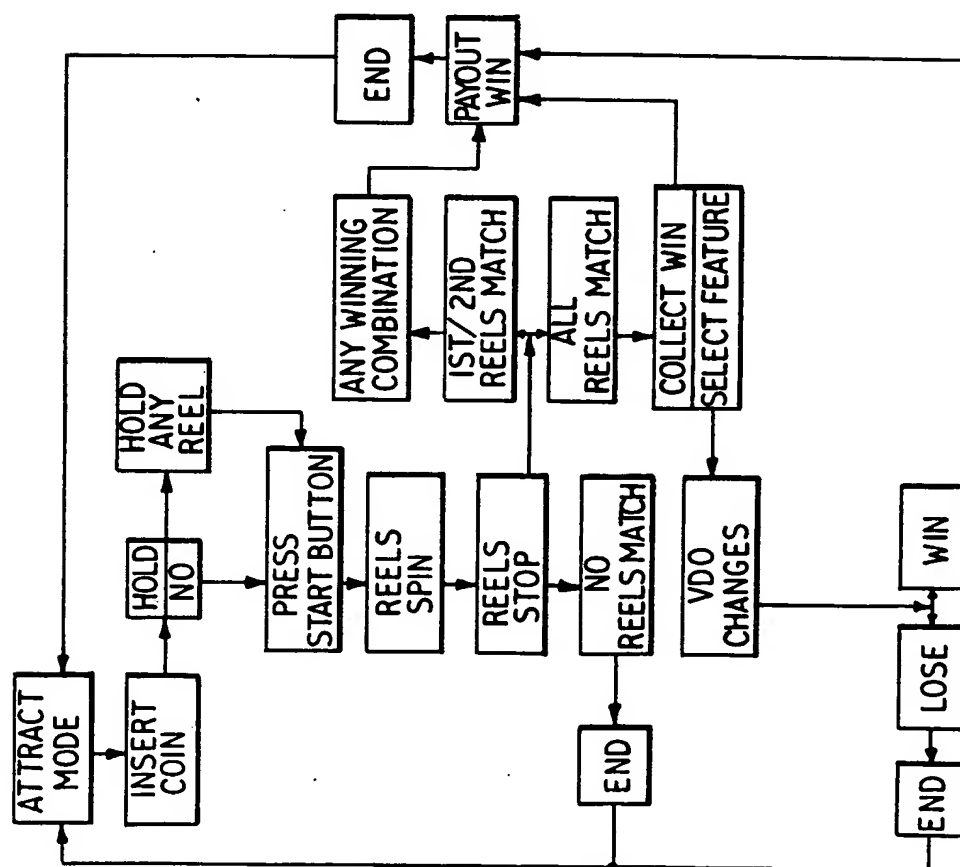 ATTRACT
MODE
INSERT
COIN
HOLD
NO
HOLD
ANY
REEL
PRESS
START BUTTON
REELS
SPIN
REELS
STOP
NO
REELS MATCH
END
ANY WINNING
COMBINATION
1ST/2ND
REELS MATCH
ALL
REELS MATCH
COLLECT WIN
SELECT FEATURE
END
PAYOUT
WIN
VDO
CHANGES
END
LOSE
WIN